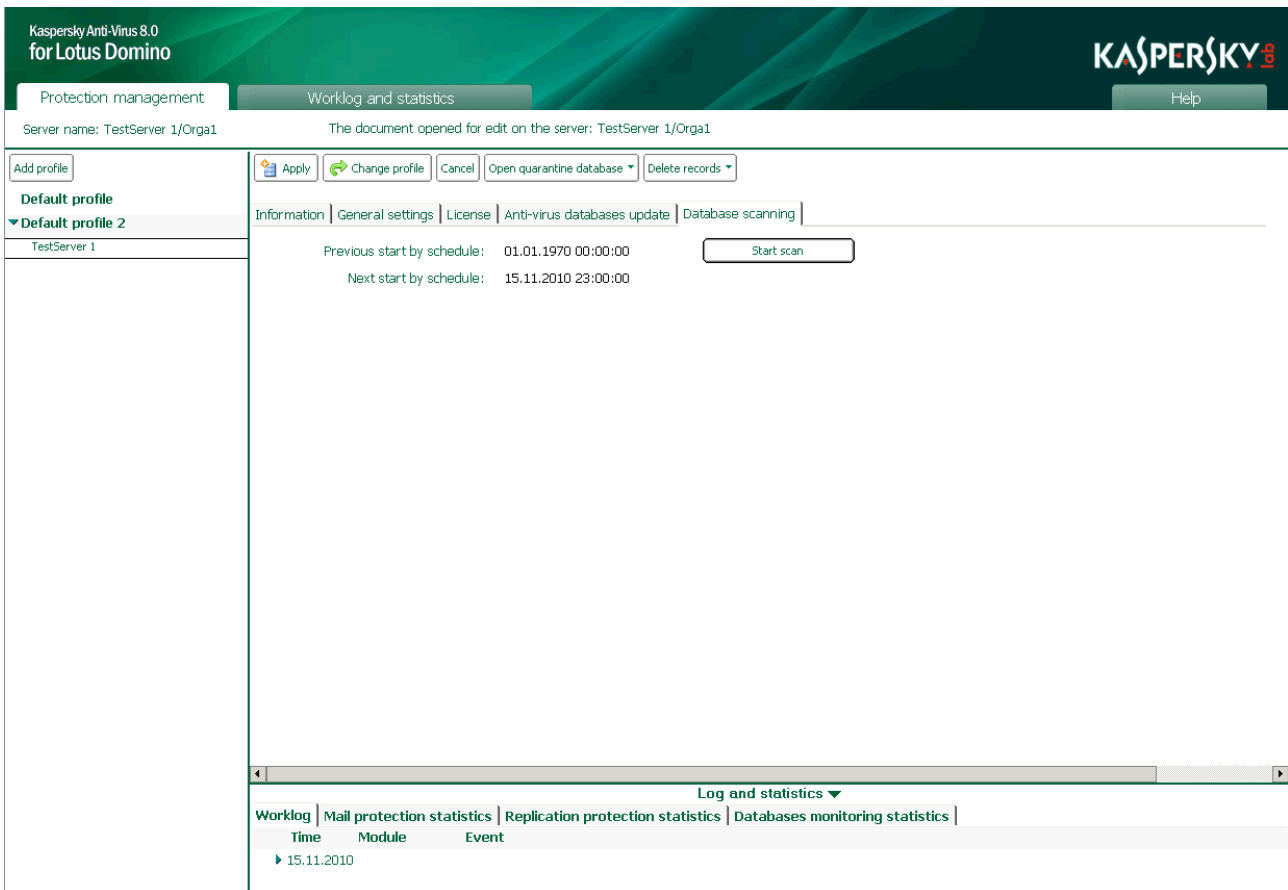 Kaspersky Anti-Virus 8.0
for Lotus Domino
KASPERSKY lab
Protection management
Worklog and statistics
Help
Server name: TestServer 1/Orga1
The document opened for edit on the server: TestServer 1/Orga1
Add profile
Apply
Change profile
Cancel
Open quarantine database
Delete records
Default profile
Default profile 2
TestServer 1
Information
General settings
License
Anti-virus databases update
Database scanning
Previous start by schedule: 01.01.1970 00:00:00
Start scan
Next start by schedule: 15.11.2010 23:00:00
Log and statistics
Worklog
Mail protection statistics
Replication protection statistics
Databases monitoring statistics
Time Module Event
15.11.2010